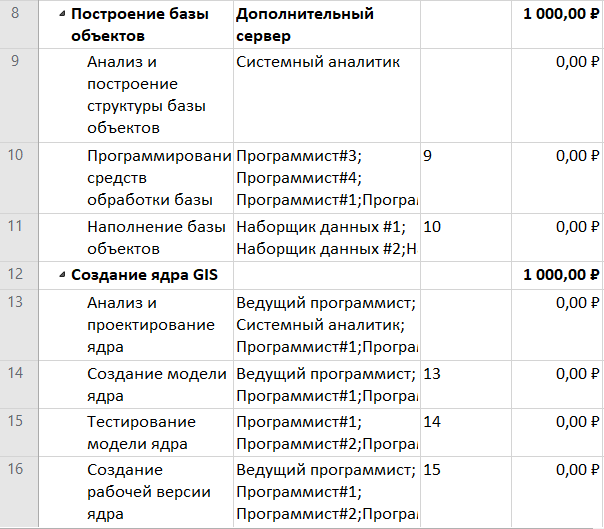 8 Построение базы Дополнительный 1 000,00 ₽
объектов сервер
9 Анализ и Системный аналитик 0,00 ₽
построение
структуры базы
объектов
10 Программировани Программист#3; 9 0,00 ₽
средств Программист#4;
обработки базы Программист#1;Програ
11 Наполнение базы Наборщик данных #1; 10 0,00 ₽
объектов Наборщик данных #2;Н
12 Создание ядра GIS 1 000,00 ₽
13 Анализ и Ведущий программист; 0,00 ₽
проектирование Системный аналитик;
ядра Программист#1;Програ
14 Создание модели Ведущий программист; 13 0,00 ₽
ядра Программист#1;Програ
15 Тестирование Программист#1; 14 0,00 ₽
модели ядра Программист#2;Програ
16 Создание Ведущий программист; 15 0,00 ₽
рабочей версии Программист#1;
ядра Программист#2;Програ